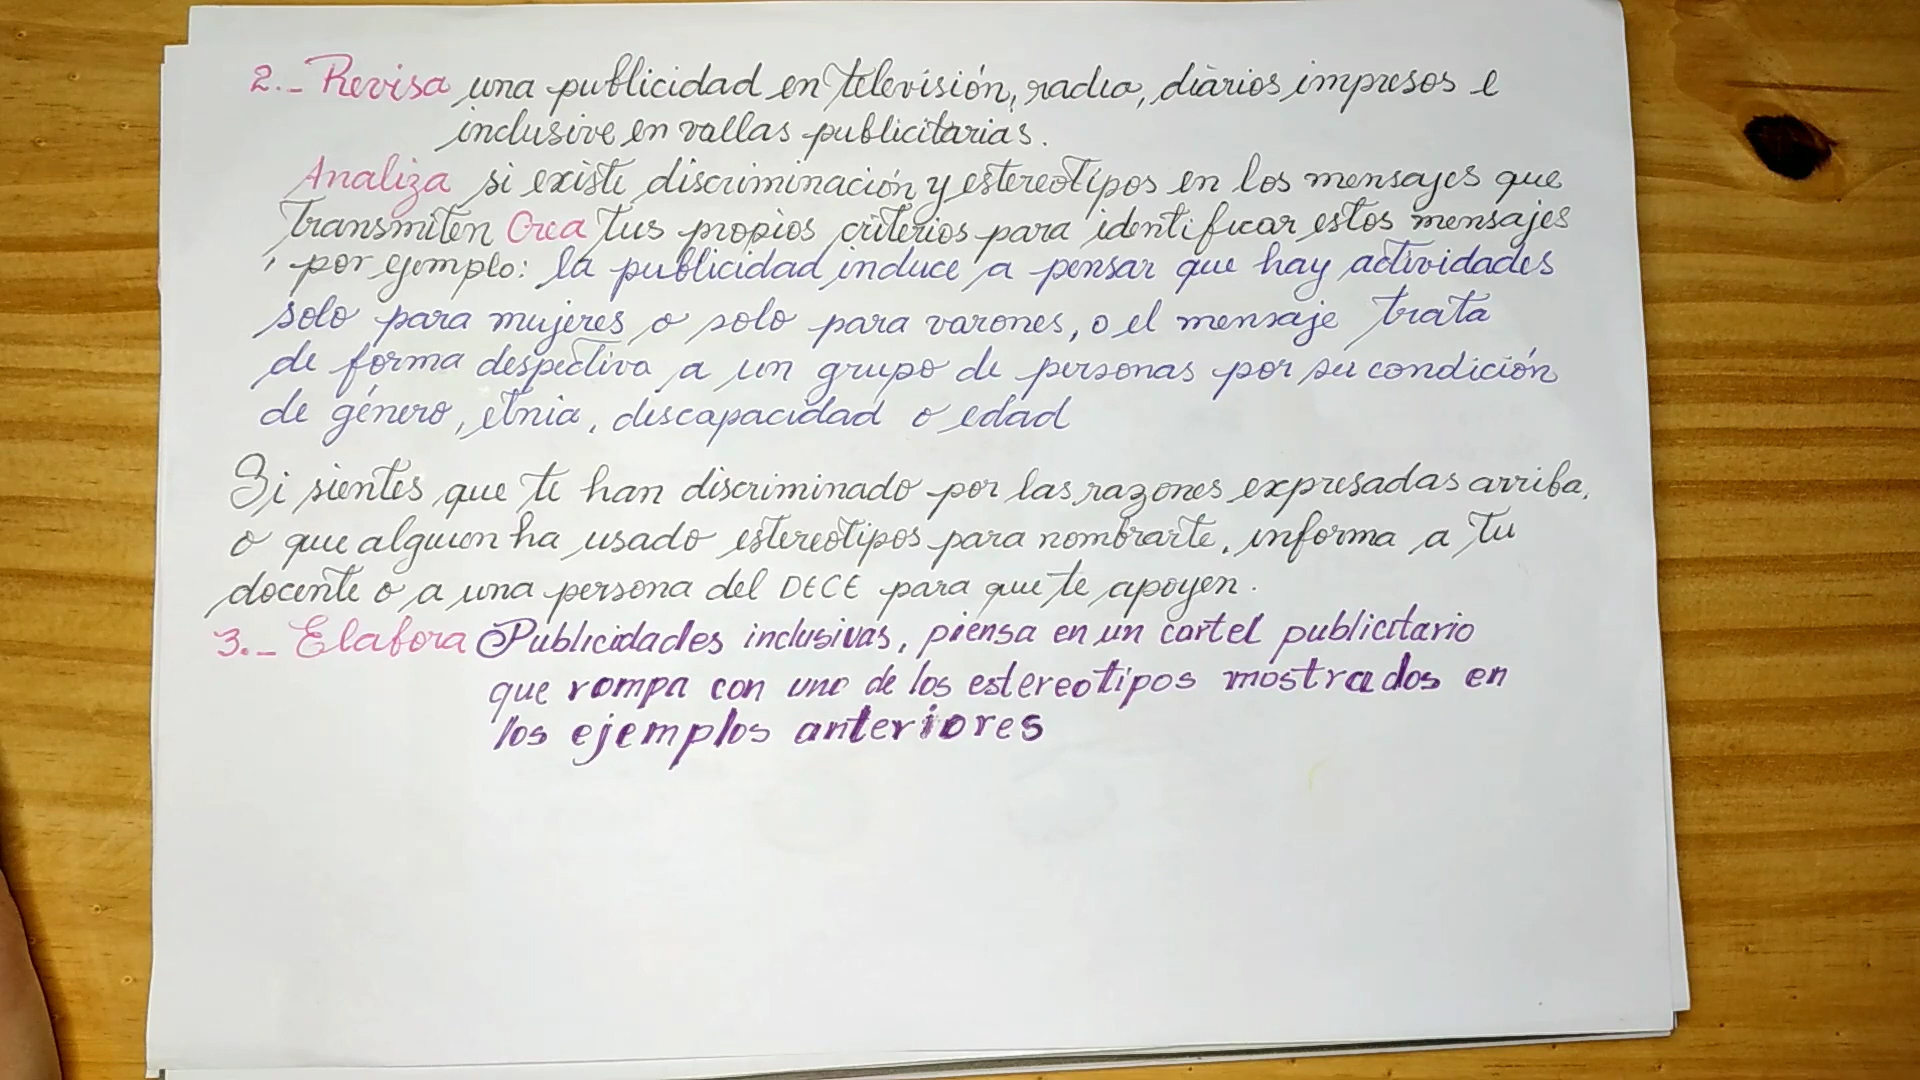 2.- Revisa una publicidad en televisión, radio, diarios impresos e
inclusive en vallas publicitarias.
Analiza si existe discriminación y estereotipos en los mensajes que
transmiten Crea tus propios criterios para identificar estos mensajes
, por ejemplo: la publicidad induce a pensar que hay actividades
solo para mujeres o solo para varones, o el mensaje trata
de forma despectiva a un grupo de personas por su condición
de género, etnia, discapacidad o edad
Si sientes que te han discriminado por las razones expresadas arriba,
o que alguien ha usado estereotipos para nombrarte, informa a tu
docente o a una persona del DECE para que te apoyen.
3.- Elabora Publicidades inclusivas, piensa en un cartel publicitario
que rompa con uno de los estereotipos mostrados en
los ejemplos anteriores